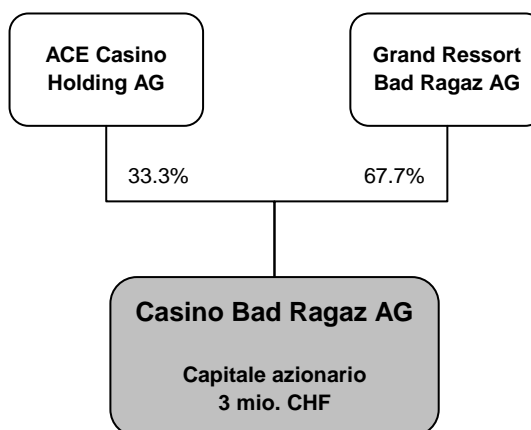 ACE Casino
Holding AG
Grand Ressort
Bad Ragaz AG
33.3%
67.7%
Casino Bad Ragaz AG
Capitale azionario
3 mio. CHF